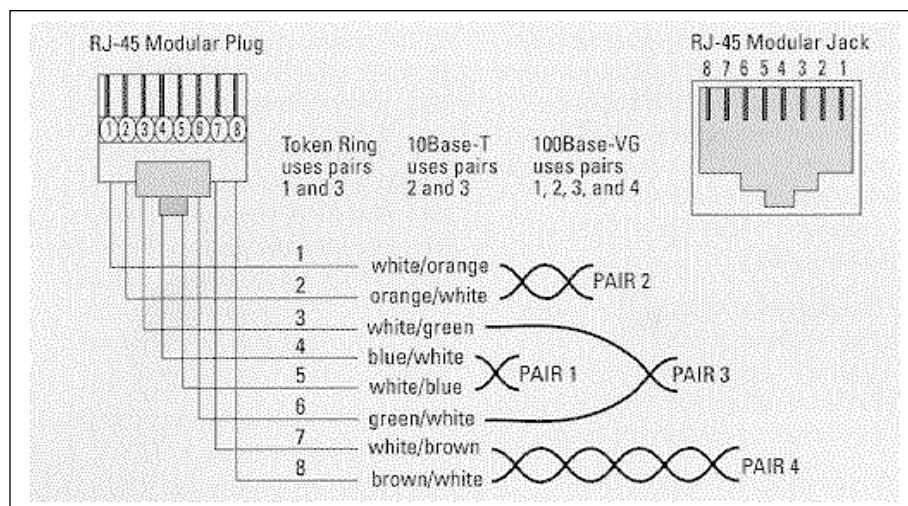 RJ-45 Modular Plug
RJ-45 Modular Jack
8 7 6 5 4 3 2 1
1 2 3 4 5 6 7 8
Token Ring
uses pairs
1 and 3
10Base-T
uses pairs
2 and 3
100Base-VG
uses pairs
1, 2, 3, and 4
1 white/orange
2 orange/white
PAIR 2
3 white/green
4 blue/white
5 white/blue
PAIR 1
PAIR 3
6 green/white
7 white/brown
8 brown/white
PAIR 4